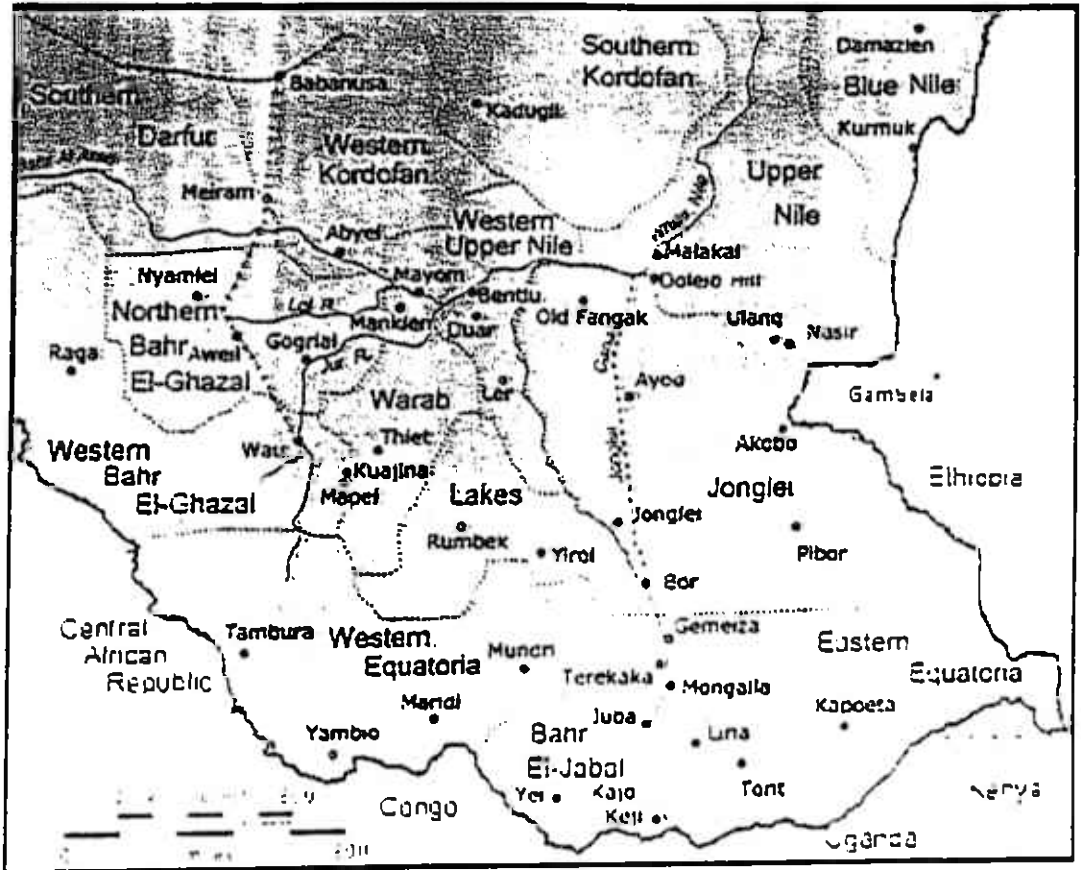 Damazien
Southern
Kordofan
Blue Nile
Babanusa
Southern
Kadugli
Kurmuk
Darfur
Western
Kordofan
Upper
Nile
Meiram
Western
Upper Nile
Abyei
Malakal
Nyamlel
Mayom
Bentiu
Doleib Hill
Lol R.
Northern
Bahr
El-Ghazal
Mankien
Duar
Old Fangak
Ulang
Nasir
Aweil
Gogrial
Jur R.
Raga
Ler
Ayod
Gambela
Warab
Akobo
Western
Bahr
El-Ghazal
Wau
Thiet
Kuajina
Mapel
Lakes
Jonglei
Ethiopia
Jonglei
Rumbek
Yirol
Pibor
Bor
Central
African
Republic
Tambura
Western
Equatoria
Mundri
Gemeiza
Eastern
Equatoria
Terekaka
Mongalla
Maridi
Juba
Kapoeta
Yambio
Bahr
El-Jabal
Torit
Congo
Yei
Kajo
Keji
Kenya
Uganda